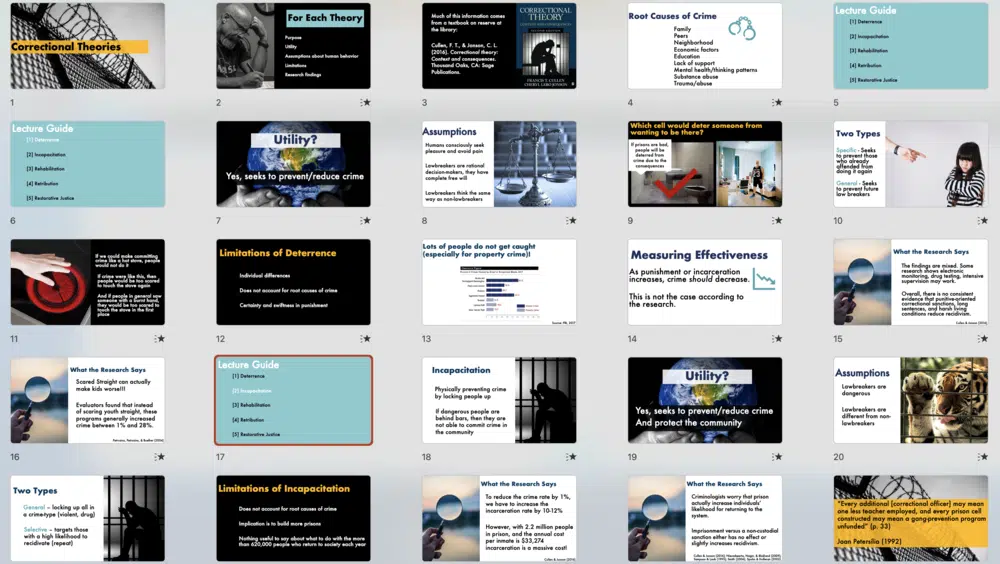 Correctional Theories
1
For Each Theory
Purpose
Utility
Assumptions about human behavior
Limitations
Research findings
2
Much of this information comes
from a textbook on reserve at
the library:
Cullen, F. T., & Jonson, C. L.
(2016). Correctional theory:
Context and consequences.
Thousand Oaks, CA: Sage
Publications.
CORRECTIONAL
THEORY
CONTEXT AND CONSEQUENCES
SECOND EDITION
FRANCIS T. CULLEN
CHERYL LERO JONSON
3
Root Causes of Crime
Family
Peers
Neighborhood
Economic factors
Education
Lack of support
Mental health/thinking patterns
Substance abuse
Trauma/abuse
4
Lecture Guide
[1] Deterrence
[2] Incapacitation
[3] Rehabilitation
[4] Retribution
[5] Restorative Justice
5
Lecture Guide
[1] Deterrence
[2] Incapacitation
[3] Rehabilitation
[4] Retribution
[5] Restorative Justice
6
Utility?
Yes, seeks to prevent/reduce crime
7
Assumptions
Humans consciously seek
pleasure and avoid pain
Lawbreakers are rational
decision-makers, they have
complete free will
Lawbreakers think the same
way as non-lawbreakers
8
Which cell would deter someone from
wanting to be there?
If prisons are bad,
people will be
deterred from
crime due to the
consequences
9
Two Types
Specific - Seeks
to prevent those
who already
offended from
doing it again
General - Seeks
to prevent future
law breakers
10
If we could make committing
crime like a hot stove, people
would not do it
If crime were like this, then
people would be too scared
to touch the stove again
And if people in general saw
someone with a burnt hand,
they would be too scared to
touch the stove in the first
place
11
Limitations of Deterrence
Individual differences
Does not account for root causes of crime
Certainty and swiftness in punishment
12
Lots of people do not get caught
(especially for property crime)!
13
Measuring Effectiveness
As punishment or incarceration
increases, crime should decrease.
This is not the case according to
the research.
14
What the Research Says
The findings are mixed. Some
research shows electronic
monitoring, drug testing, intensive
supervision may work.
Overall, there is no consistent
evidence that punitive-oriented
correctional sanctions, long
sentences, and harsh living
conditions reduce recidivism.
Cullen & Jonson (2016)
15
What the Research Says
Scared Straight can actually
make kids worse!!!
Evaluators found that instead
of scaring youth straight, these
programs generally increased
crime between 1% and 28%.
16
Lecture Guide
[1] Deterrence
[2] Incapacitation
[3] Rehabilitation
[4] Retribution
[5] Restorative Justice
17
Incapacitation
Physically preventing crime
by locking people up
If dangerous people are
behind bars, then they are
not able to commit crime in
the community
18
Utility?
Yes, seeks to prevent/reduce crime
And protect the community
19
Assumptions
Lawbreakers are
dangerous
Lawbreakers are
different from non-
lawbreakers
20
Two Types
General – locking up all in
a crime-type (violent, drug)
Selective – targets those
with a high likelihood to
recidivate (repeat)
Limitations of Incapacitation
Does not account for root causes of crime
Implication is to build more prisons
Nothing useful to say about what to do with the more
than 620,000 people who return to society each year
What the Research Says
To reduce the crime rate by 1%,
we have to increase the
incarceration rate by 10-12%
However, with 2.2 million people
in prison, and the annual cost
per inmate is $33,274
incarceration is a massive cost!
Cullen & Jonson (2016)
What the Research Says
Criminologists worry that prison
actually increases individuals'
likelihood for returning to the
system.
Imprisonment versus a non-custodial
sanction either has no effect or
slightly increases recidivism.
"Every additional [correctional officer] may mean
one less teacher employed, and every prison cell
constructed may mean a gang-prevention program
unfunded" (p. 33)
Joan Petersilia (1992)